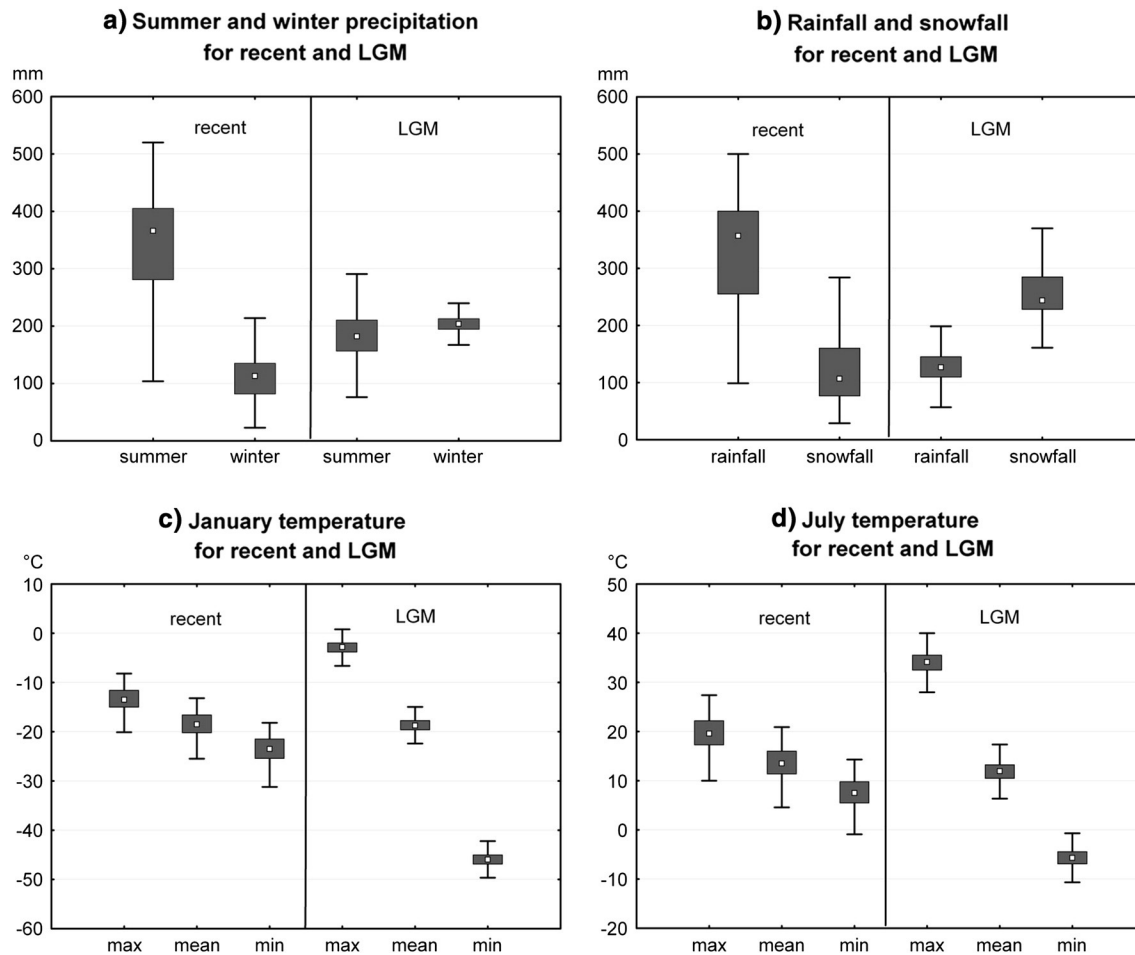 a) Summer and winter precipitation
for recent and LGM
mm
600
500
400
300
200
100
0
recent
LGM
summer winter summer winter
b) Rainfall and snowfall
for recent and LGM
mm
600
500
400
300
200
100
0
recent
LGM
rainfall snowfall rainfall snowfall
c) January temperature
for recent and LGM
°C
10
0
-10
-20
-30
-40
-50
-60
recent
LGM
max mean min max mean min
d) July temperature
for recent and LGM
°C
50
40
30
20
10
0
-10
-20
recent
LGM
max mean min max mean min